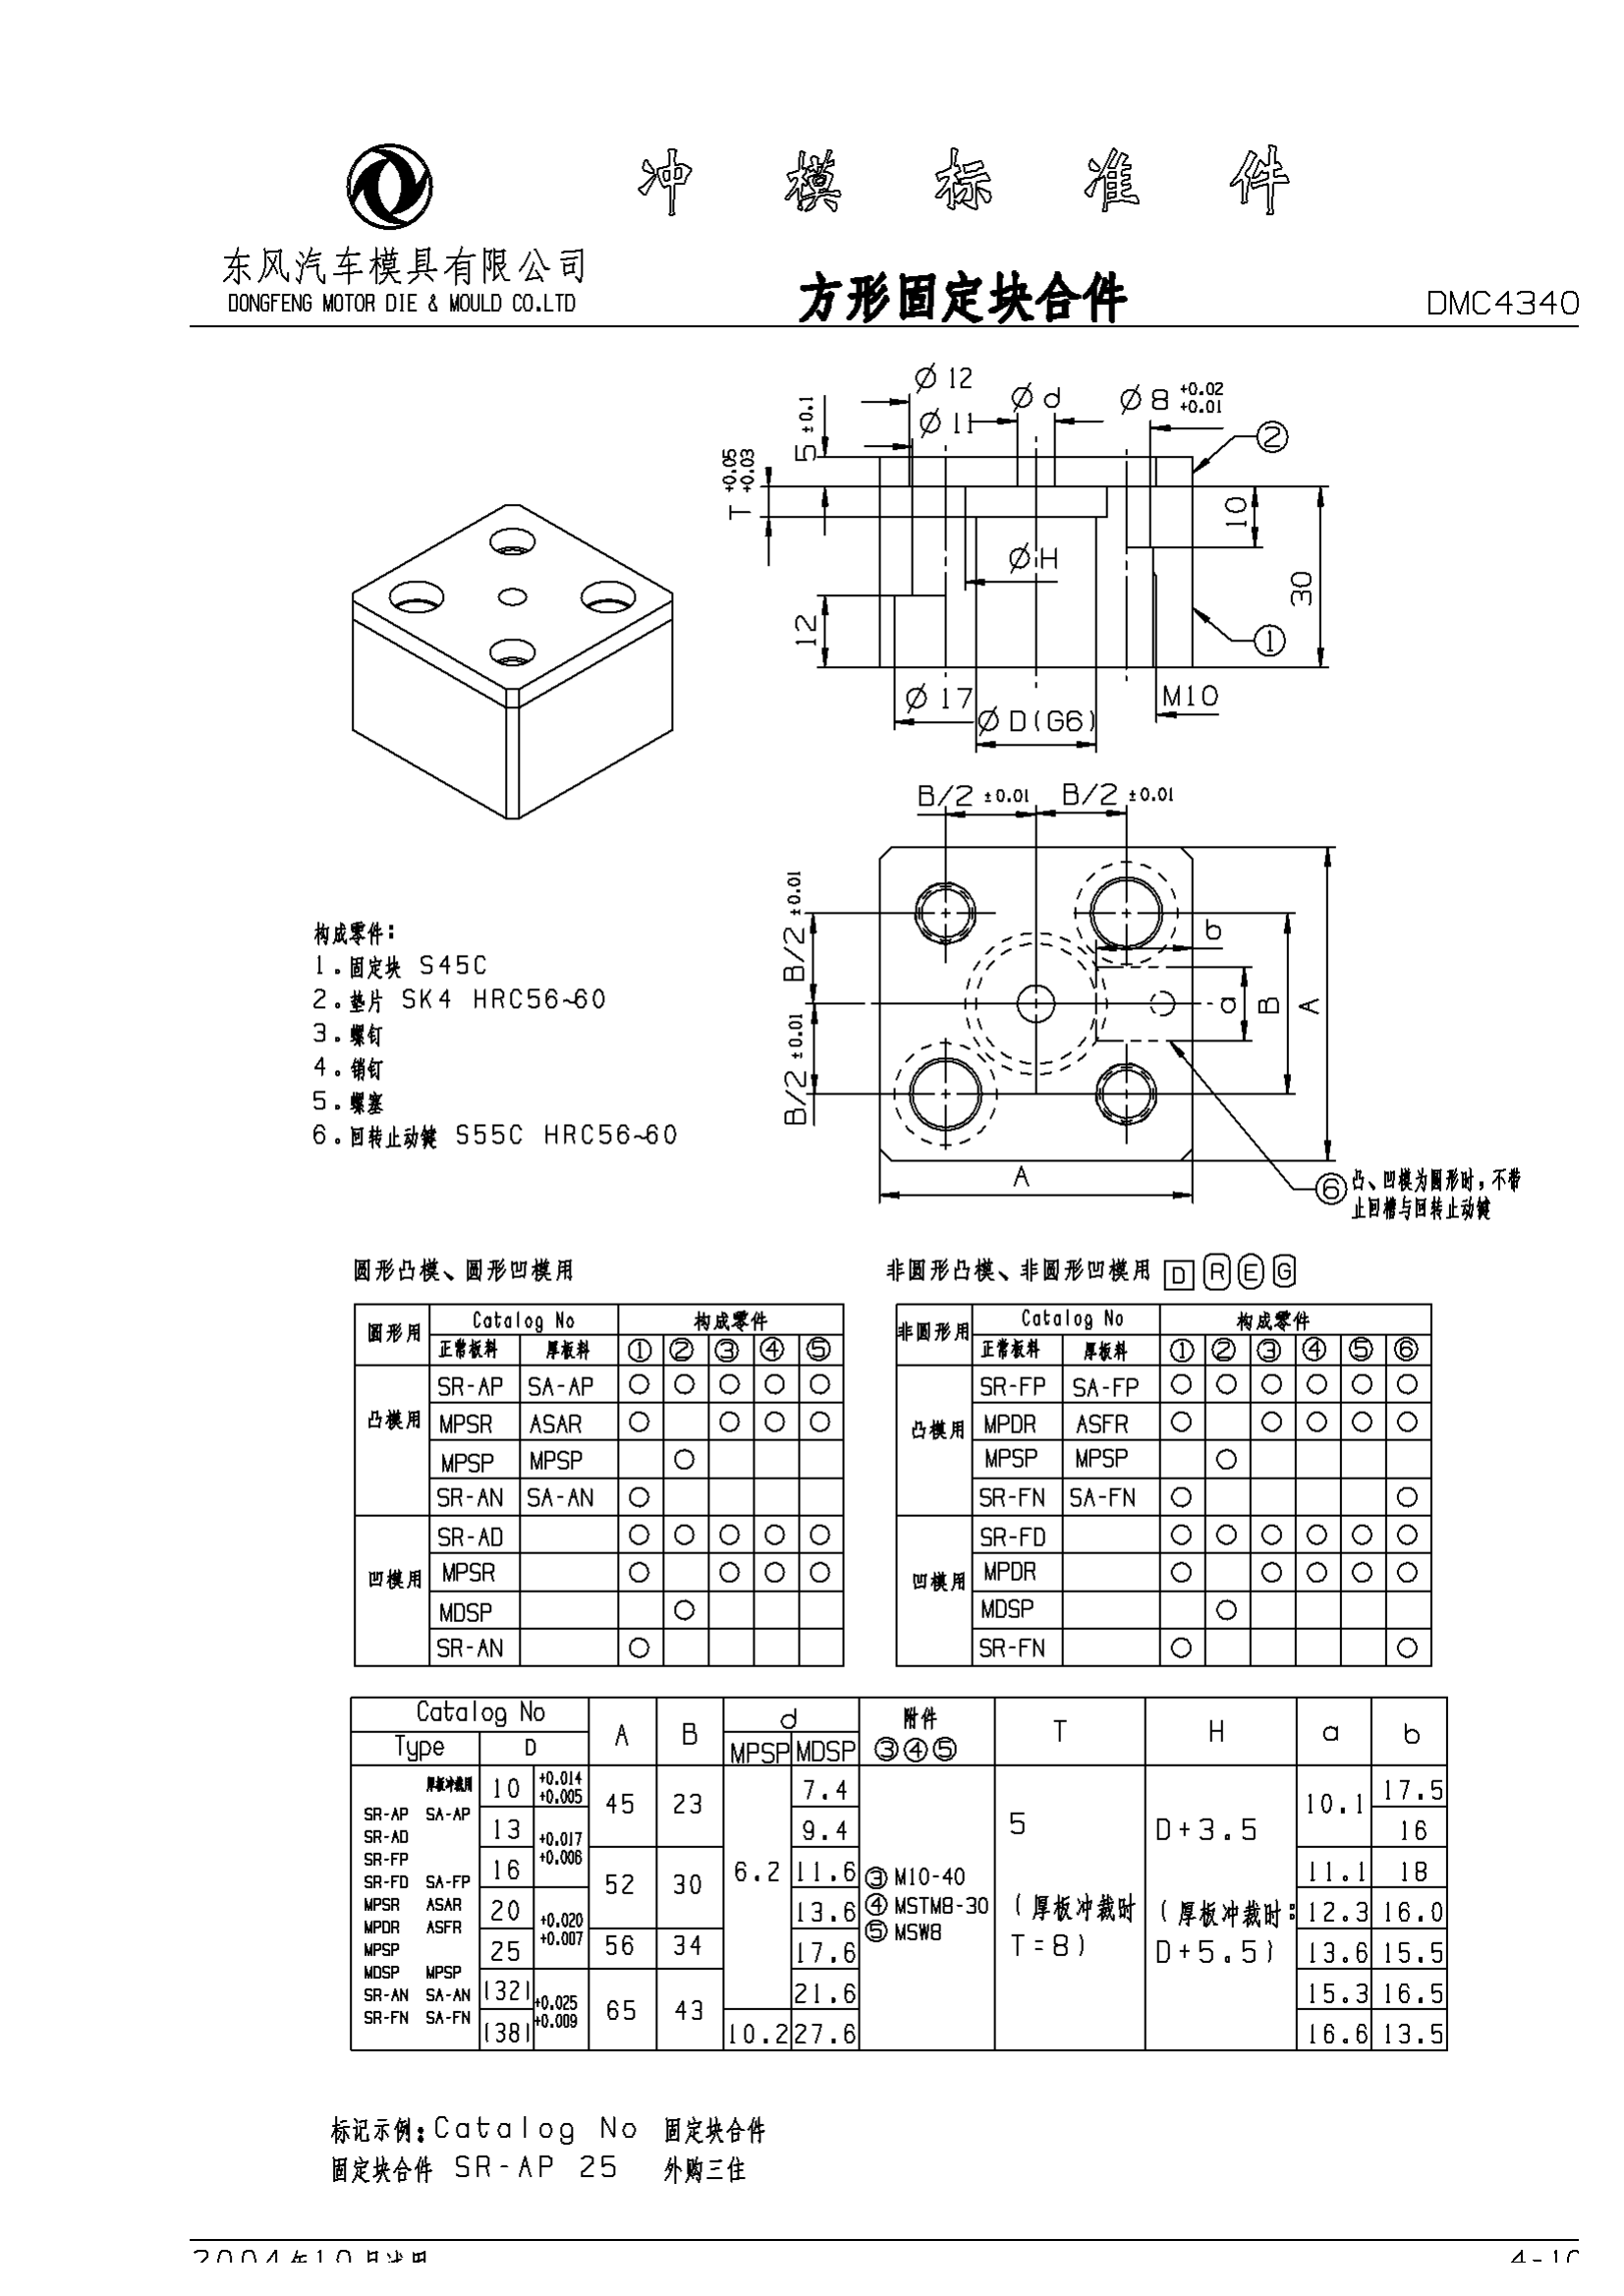 冲模标准件
东风汽车模具有限公司
DONGFENG MOTOR DIE & MOULD CO.LTD
方形固定块合件
DMC4340
Ø12
Ø11
Ød
Ø8 +0.02 +0.01
②
5 ±0.1
T +0.05 +0.03
10
ØH
30
12
①
Ø17
ØD(G6)
M10
B/2 ±0.01
B/2 ±0.01
B/2 ±0.01
B/2 ±0.01
b
a
B
A
A
⑥ 凸、凹模为圆形时，不带
止回槽与回转止动键
构成零件：
1。固定块 S45C
2。垫片 SK4 HRC56~60
3。螺钉
4。销钉
5。螺塞
6。回转止动键 S55C HRC56~60
圆形凸模、圆形凹模用
圆形用 Catalog No 构成零件
正常板料 厚板料 ① ② ③ ④ ⑤
凸模用
SR-AP SA-AP ○ ○ ○ ○ ○
MPSR ASAR ○ ○ ○ ○
MPSP MPSP ○
SR-AN SA-AN ○
凹模用
SR-AD ○ ○ ○ ○ ○
MPSR ○ ○ ○ ○
MDSP ○
SR-AN ○
非圆形凸模、非圆形凹模用 D R E G
非圆形用 Catalog No 构成零件
正常板料 厚板料 ① ② ③ ④ ⑤ ⑥
凸模用
SR-FP SA-FP ○ ○ ○ ○ ○ ○
MPDR ASFR ○ ○ ○ ○ ○
MPSP MPSP ○
SR-FN SA-FN ○ ○
凹模用
SR-FD ○ ○ ○ ○ ○ ○
MPDR ○ ○ ○ ○ ○
MDSP ○
SR-FN ○ ○
Catalog No A B d 附件 T H a b
Type D MPSP MDSP ③④⑤
厚板冲裁用
SR-AP SA-AP
SR-AD
SR-FP
SR-FD SA-FP
MPSR ASAR
MPDR ASFR
MPSP
MDSP MPSP
SR-AN SA-AN
SR-FN SA-FN
10 +0.014 +0.005
13
+0.017 +0.006
16
20
+0.020 +0.007
25
(32)
+0.025 +0.009
(38)
45 23
52 30
56 34
65 43
6.2
10.2
7.4
9.4
11.6
13.6
17.6
21.6
27.6
③ M10-40
④ MSTM8-30
⑤ MSW8
5
(厚板冲裁时
T=8)
D+3.5
(厚板冲裁时：
D+5.5)
10.1 17.5
16
11.1 18
12.3 16.0
13.6 15.5
15.3 16.5
16.6 13.5
标记示例：Catalog No 固定块合件
固定块合件 SR-AP 25 外购三住
2004年10月
4-10